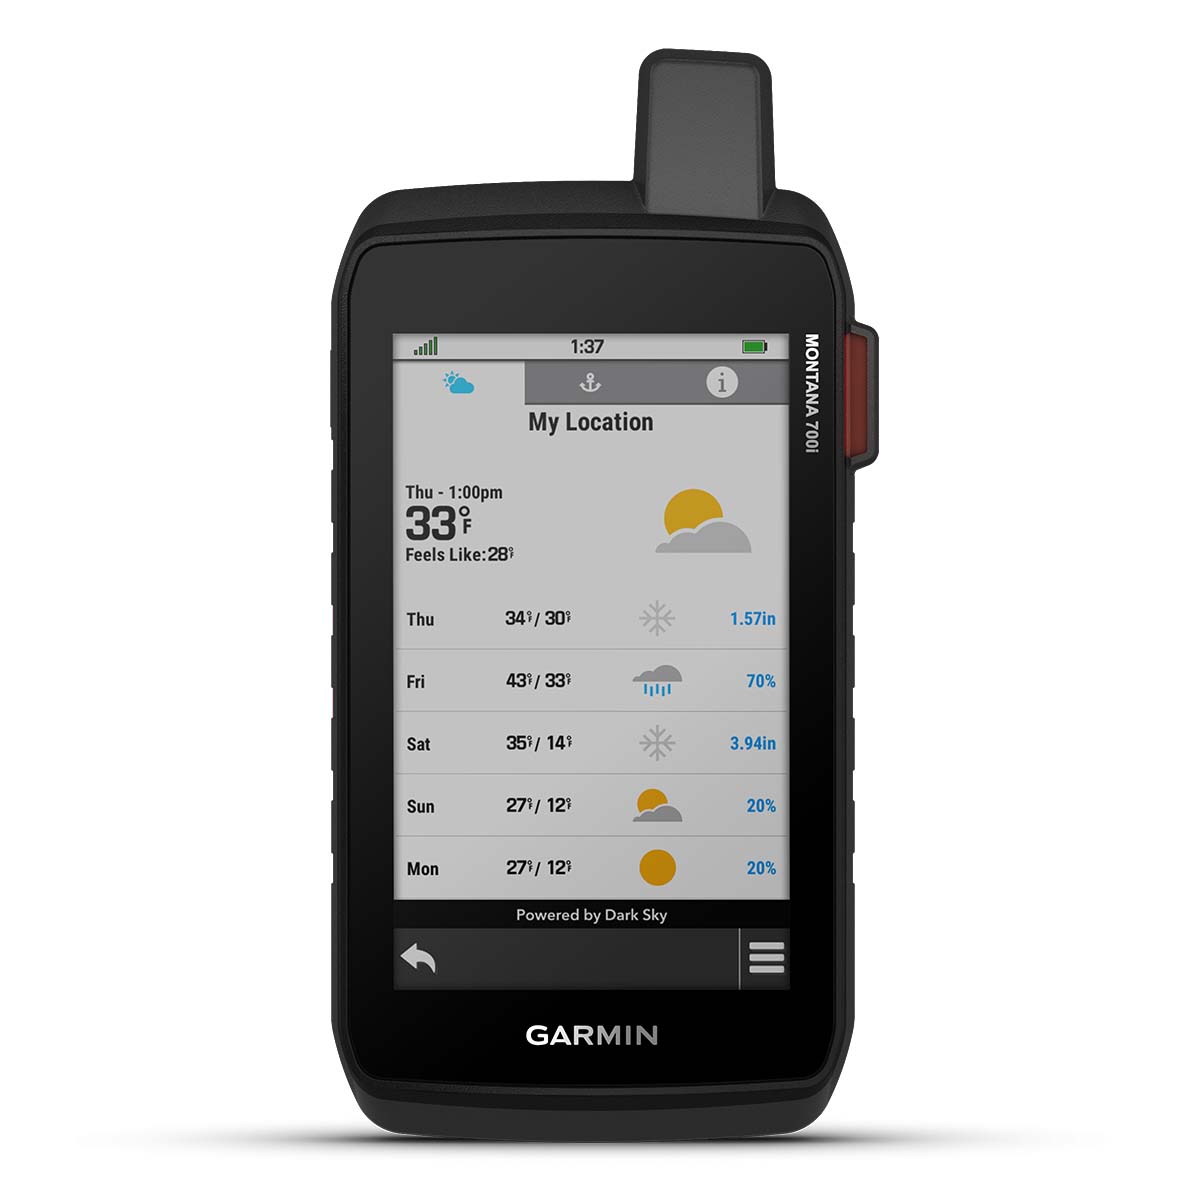 1:37
MONTANA 700i
i
My Location
Thu - 1:00pm
33°F
Feels Like:28°F
Thu 34°F/ 30°F 1.57in
Fri 43°F/ 33°F 70%
Sat 35°F/ 14°F 3.94in
Sun 27°F/ 12°F 20%
Mon 27°F/ 12°F 20%
Powered by Dark Sky
GARMIN